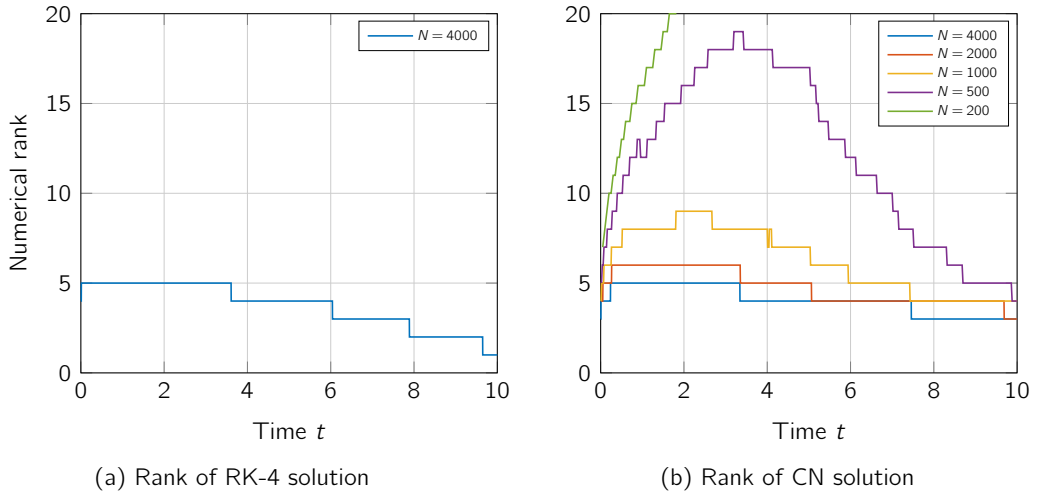 20
15
10
5
0
0 2 4 6 8 10
Numerical rank
Time t
N = 4000
(a) Rank of RK-4 solution
20
15
10
5
0
0 2 4 6 8 10
Time t
N = 4000
N = 2000
N = 1000
N = 500
N = 200
(b) Rank of CN solution